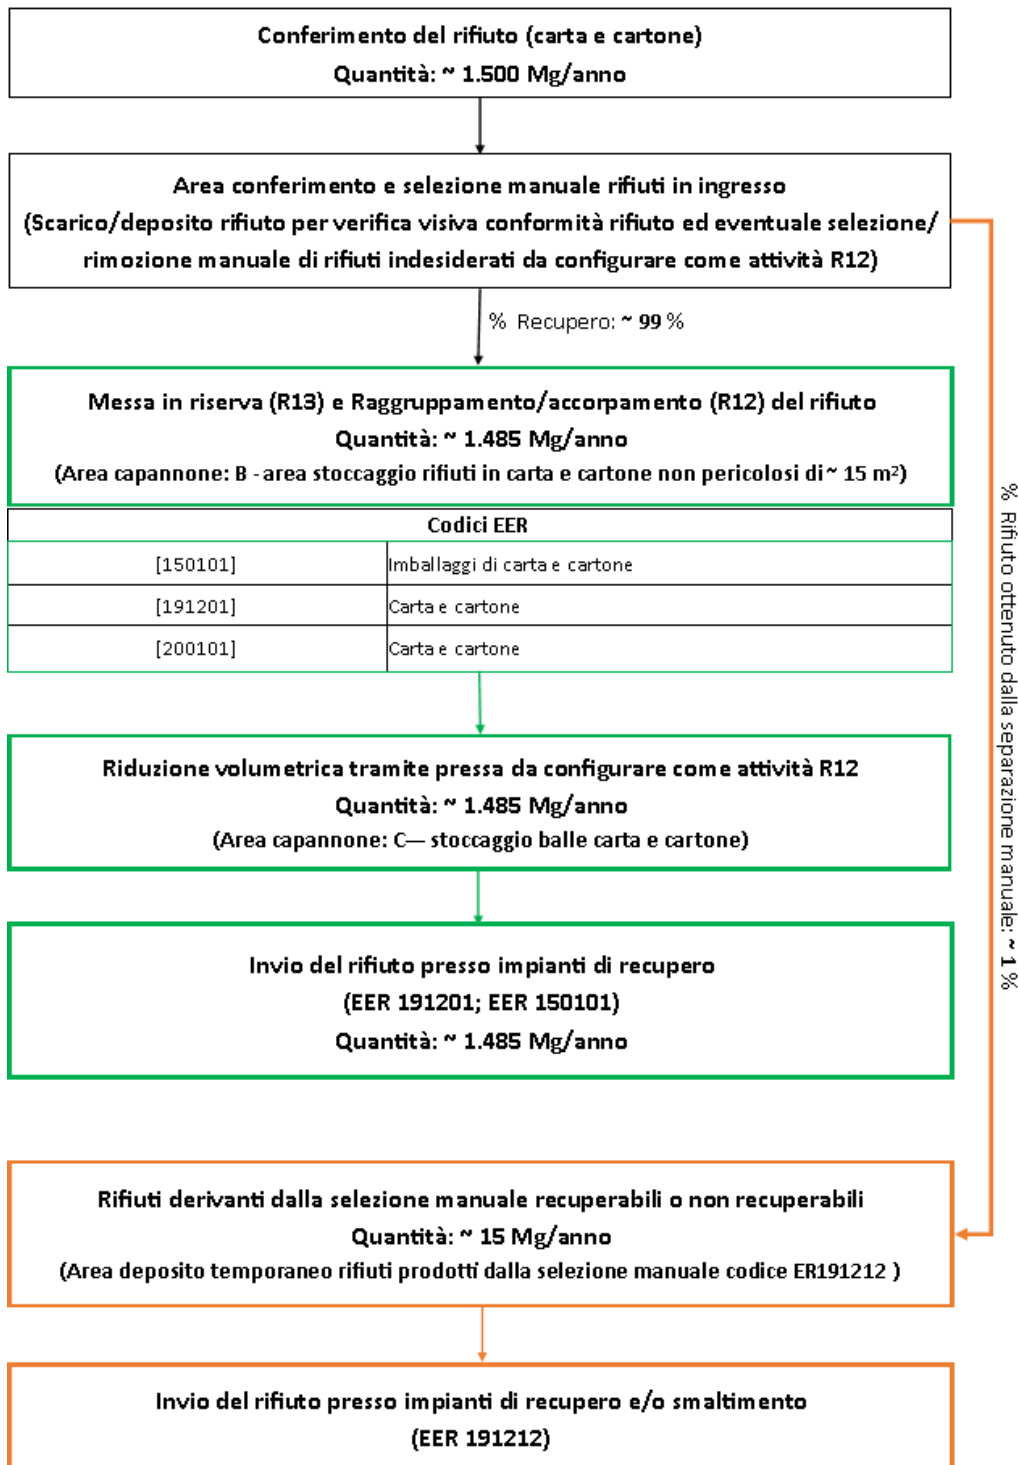 Conferimento del rifiuto (carta e cartone)
Quantità: ~ 1.500 Mg/anno
Area conferimento e selezione manuale rifiuti in ingresso
(Scarico/deposito rifiuto per verifica visiva conformità rifiuto ed eventuale selezione/
rimozione manuale di rifiuti indesiderati da configurare come attività R12)
% Recupero: ~ 99 %
Messa in riserva (R13) e Raggruppamento/accorpamento (R12) del rifiuto
Quantità: ~ 1.485 Mg/anno
(Area capannone: B - area stoccaggio rifiuti in carta e cartone non pericolosi di ~ 15 m²)
Codici EER
[150101] Imballaggi di carta e cartone
[191201] Carta e cartone
[200101] Carta e cartone
Riduzione volumetrica tramite pressa da configurare come attività R12
Quantità: ~ 1.485 Mg/anno
(Area capannone: C— stoccaggio balle carta e cartone)
Invio del rifiuto presso impianti di recupero
(EER 191201; EER 150101)
Quantità: ~ 1.485 Mg/anno
% Rifiuto ottenuto dalla separazione manuale: ~ 1 %
Rifiuti derivanti dalla selezione manuale recuperabili o non recuperabili
Quantità: ~ 15 Mg/anno
(Area deposito temporaneo rifiuti prodotti dalla selezione manuale codice ER191212 )
Invio del rifiuto presso impianti di recupero e/o smaltimento
(EER 191212)